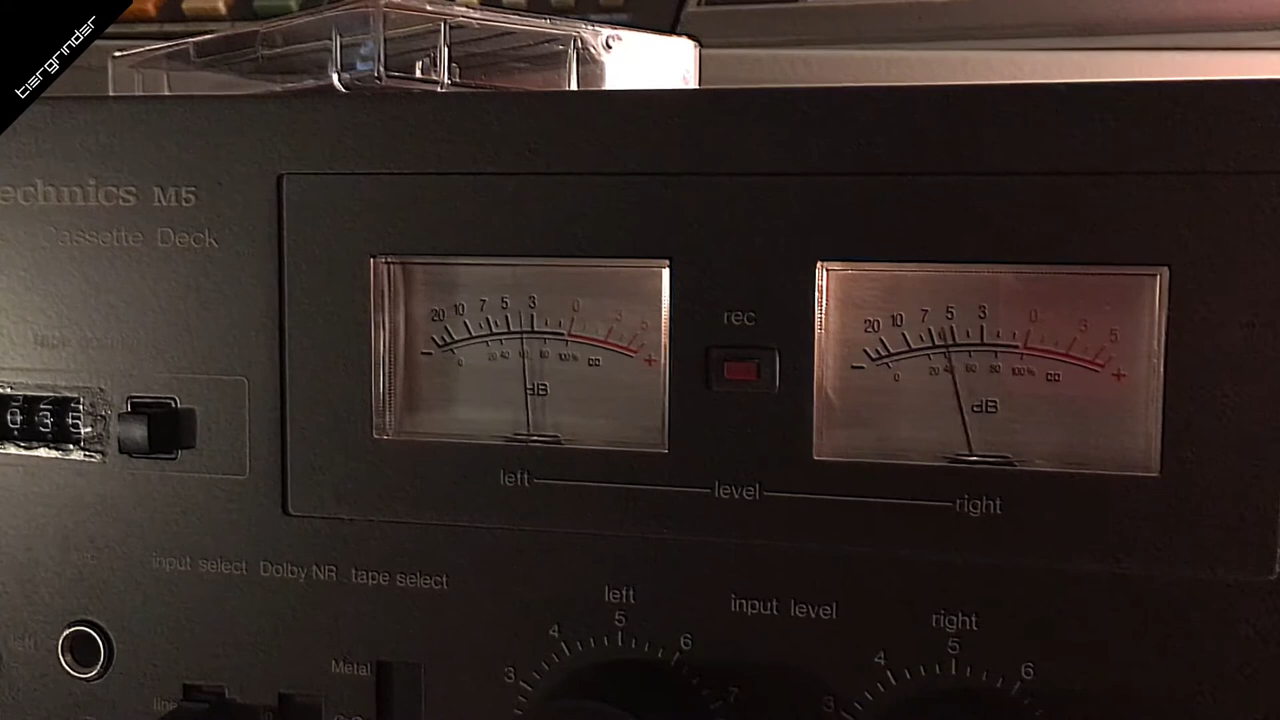 tiergrinder
echnics M5
Cassette Deck
20 10 7 5 3 0 3 5
- +
0 20 40 60 80 100%
dB
rec
20 10 7 5 3 0 3 5
- +
0 20 40 60 80 100%
dB
035
left level right
input select Dolby NR tape select
left
input level
right
3 4 5 6 7
3 4 5 6
Metal
line